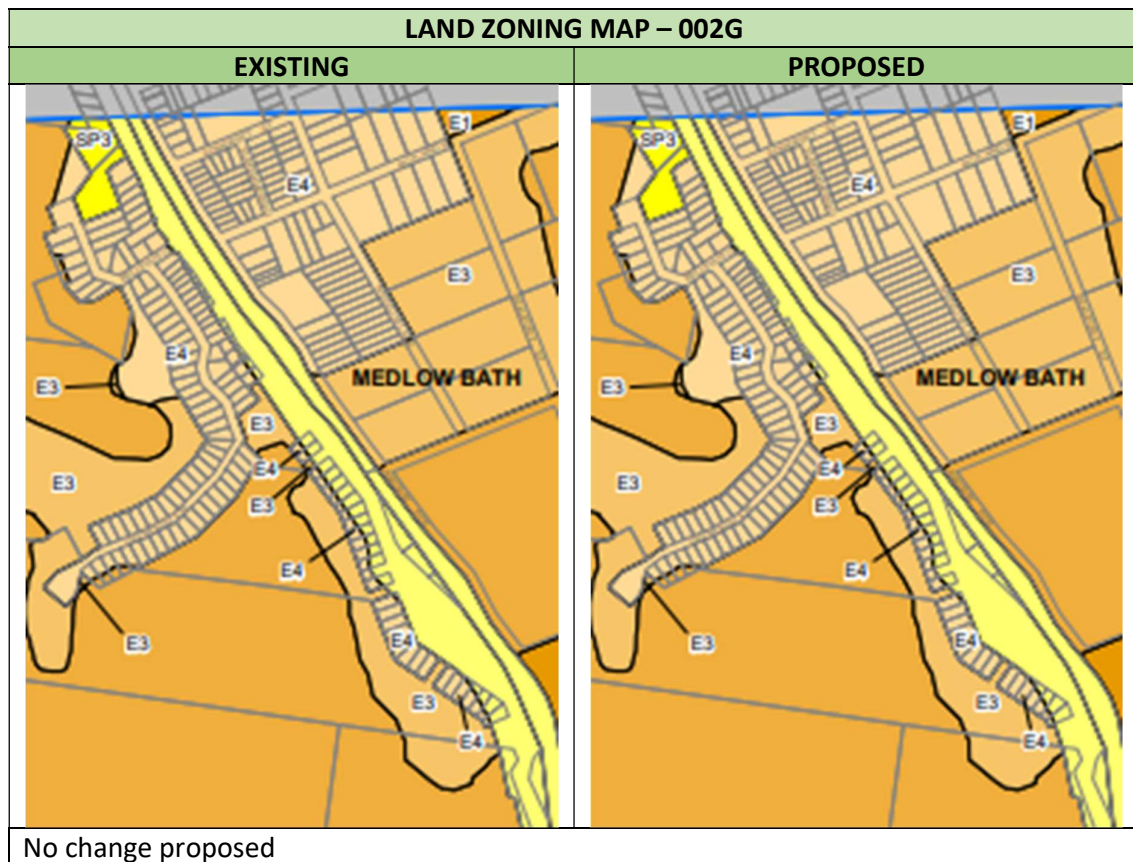 LAND ZONING MAP – 002G
EXISTING
PROPOSED
SP3
E1
E4
E3
E4
MEDLOW BATH
E3
E3
E4
E3
E3
E4
E3
E4
E3
E4
SP3
E1
E4
E3
E4
MEDLOW BATH
E3
E3
E4
E3
E3
E4
E3
E4
E3
E4
No change proposed